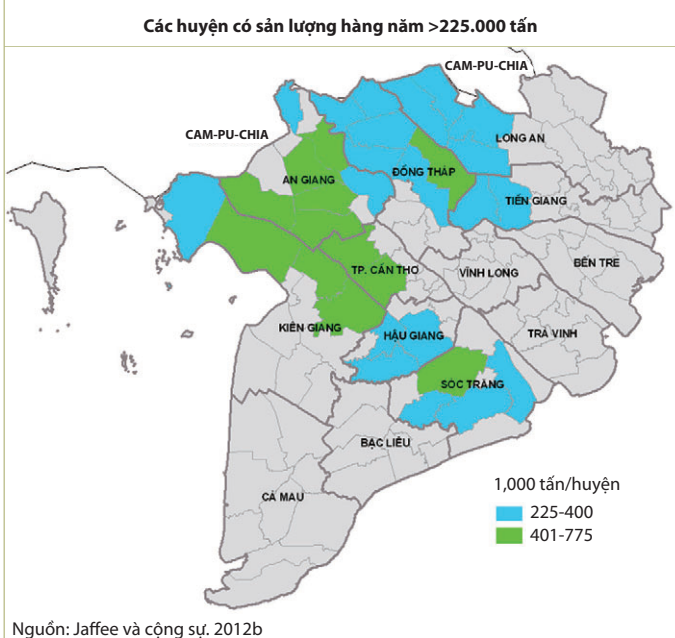 Các huyện có sản lượng hàng năm >225.000 tấn
CAM-PU-CHIA
CAM-PU-CHIA
LONG AN
ĐỒNG THÁP
AN GIANG
TIỀN GIANG
TP. CẦN THƠ
VĨNH LONG
BẾN TRE
KIÊN GIANG
HẬU GIANG
TRÀ VINH
SÓC TRĂNG
BẠC LIÊU
CÀ MAU
1,000 tấn/huyện
225-400
401-775
Nguồn: Jaffee và cộng sự. 2012b